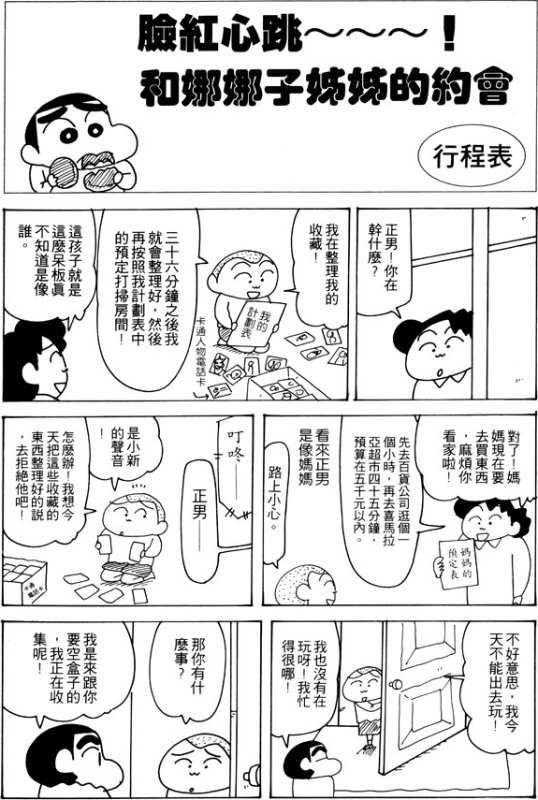 臉紅心跳～～～！
和娜娜子姊姊的約會
行程表
正男！你在
幹什麼？
我在整理我的
收藏！
我的
計劃表
三十六分鐘之後我
就會整理好，然後
再按照我計劃表中
的預定打掃房間！
卡通人物電話卡
這孩子就是
這麼呆板真
不知道是像
誰。
對了！媽
媽現在要
去買東西
，麻煩你
看家啦！
媽媽的
預定表
先去百貨公司逛個一
個小時，再去喜馬拉
亞超市四十五分鐘，
預算在五千元以內。
看來正男
是像媽媽
路上小心。
叮咚——
正男——
是小新
的聲音
怎麼辦！我想今
天把這些收藏的
東西整理好的說
，去拒絕他吧！
卡通
電話卡
不好意思，我今
天不能出去玩！
我也沒有在
玩呀！我忙
得很哪！
那你有什
麼事？
我是來跟你
要空盒子的
，我正在收
集呢！